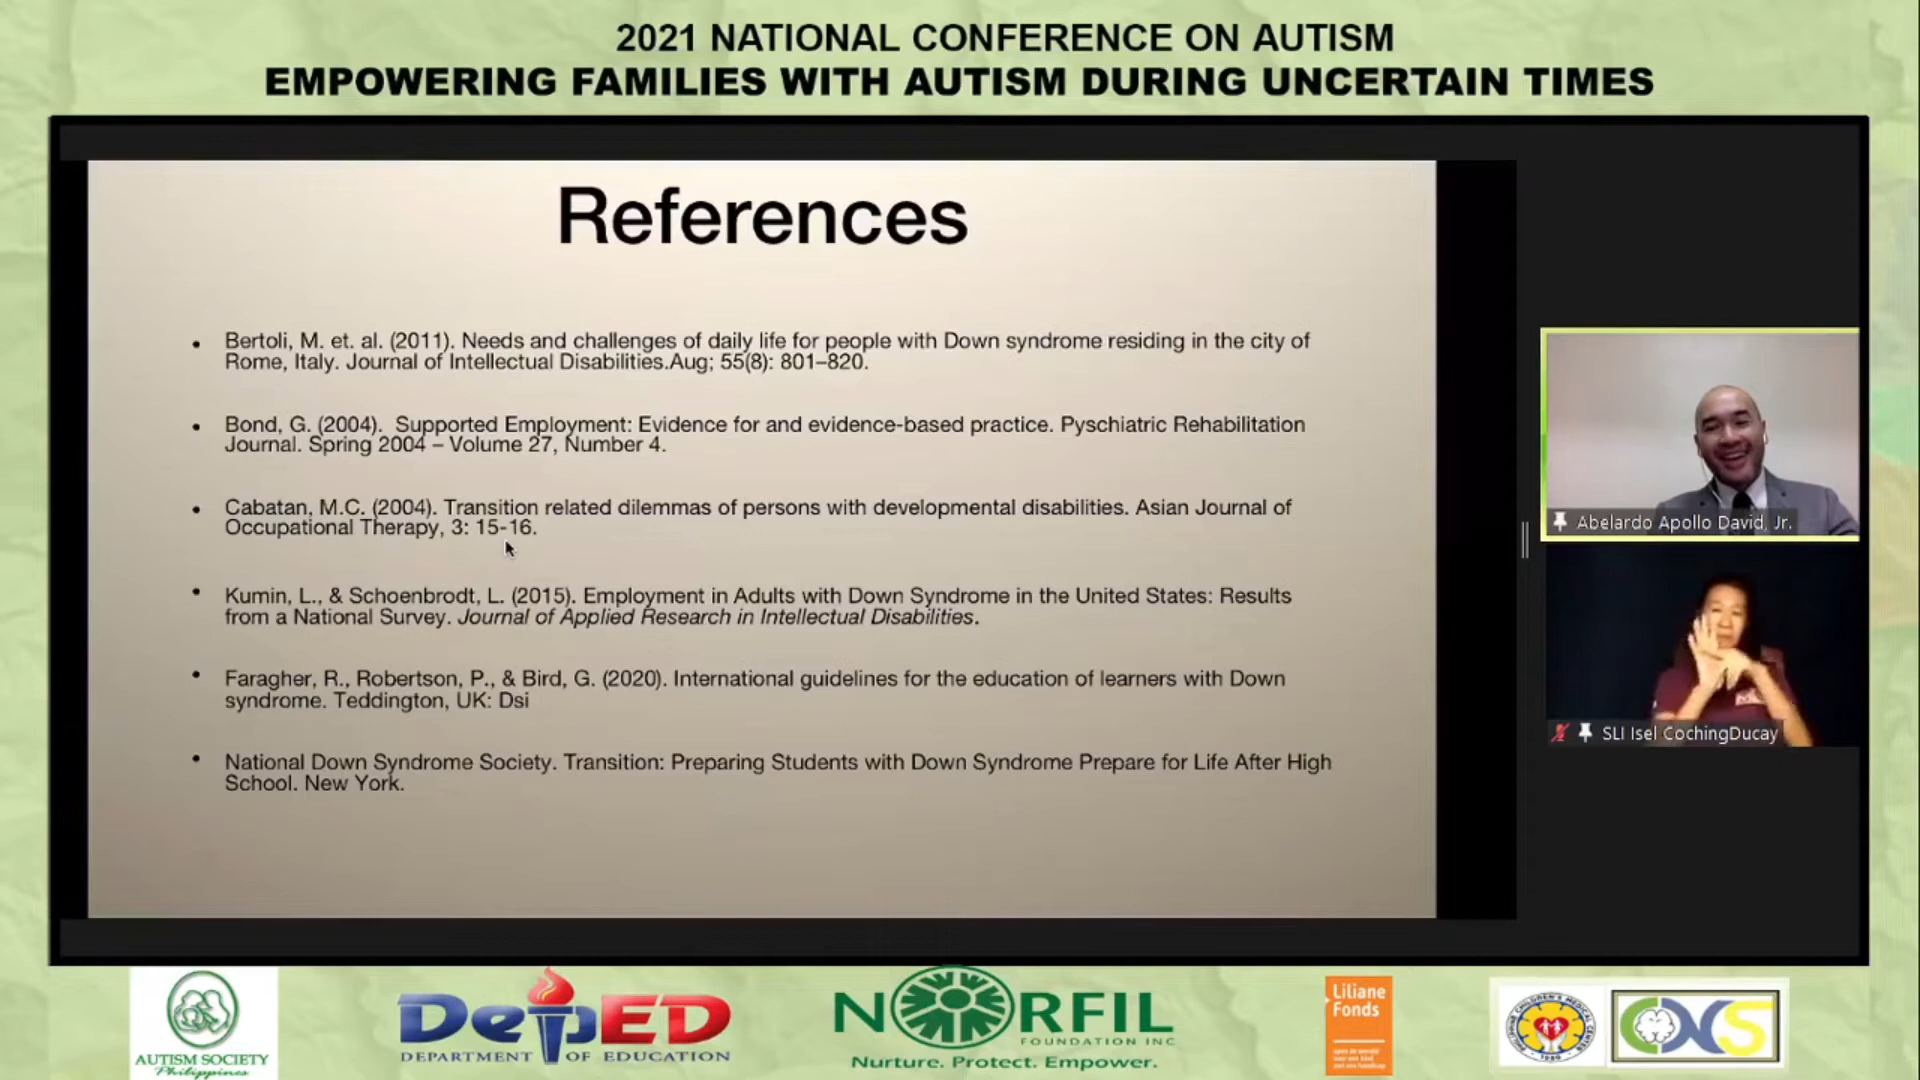 2021 NATIONAL CONFERENCE ON AUTISM
EMPOWERING FAMILIES WITH AUTISM DURING UNCERTAIN TIMES
References
• Bertoli, M. et. al. (2011). Needs and challenges of daily life for people with Down syndrome residing in the city of
Rome, Italy. Journal of Intellectual Disabilities.Aug; 55(8): 801–820.
• Bond, G. (2004). Supported Employment: Evidence for and evidence-based practice. Pyschiatric Rehabilitation
Journal. Spring 2004 – Volume 27, Number 4.
• Cabatan, M.C. (2004). Transition related dilemmas of persons with developmental disabilities. Asian Journal of
Occupational Therapy, 3: 15-16.
• Kumin, L., & Schoenbrodt, L. (2015). Employment in Adults with Down Syndrome in the United States: Results
from a National Survey. Journal of Applied Research in Intellectual Disabilities.
• Faragher, R., Robertson, P., & Bird, G. (2020). International guidelines for the education of learners with Down
syndrome. Teddington, UK: Dsi
• National Down Syndrome Society. Transition: Preparing Students with Down Syndrome Prepare for Life After High
School. New York.
Abelardo Apollo David, Jr.
SLI Isel CochingDucay
AUTISM SOCIETY
Philippines
DepED
DEPARTMENT OF EDUCATION
NORFIL
FOUNDATION INC
Nurture. Protect. Empower.
Liliane
Fonds
PHILIPPINE CHILDREN'S MEDICAL CENTER
1980